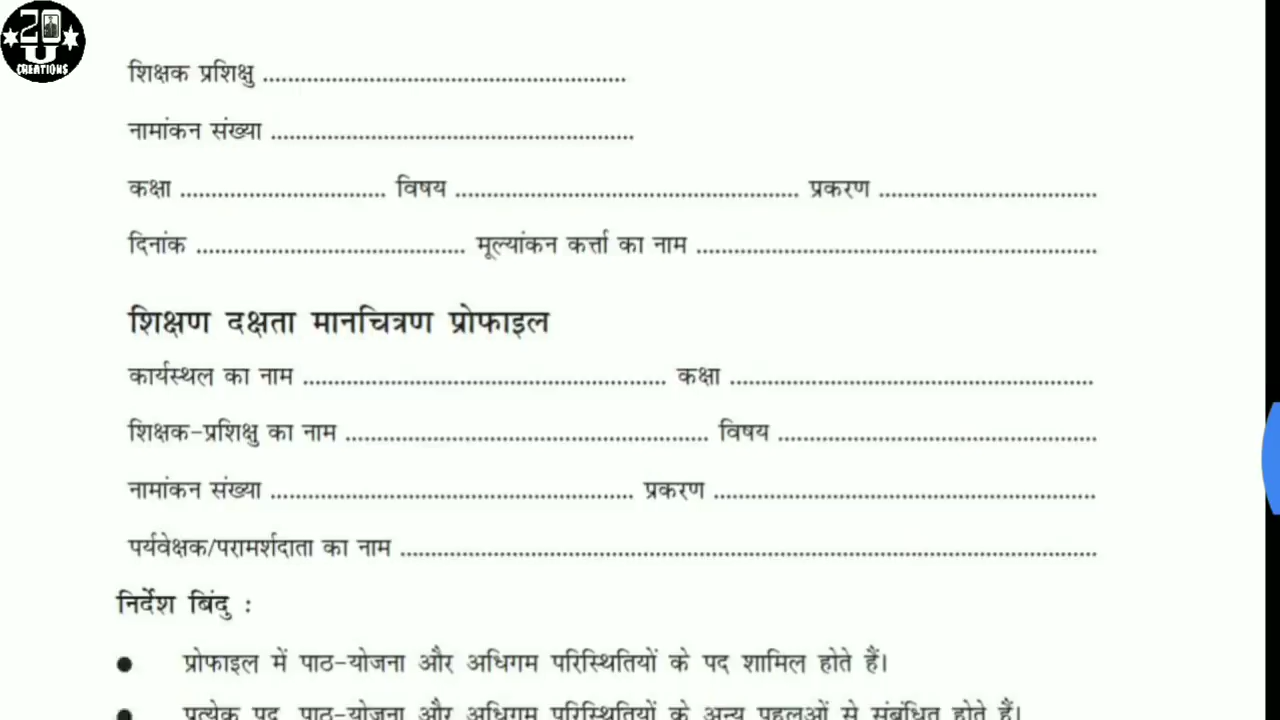 20
U
CREATIONS
शिक्षक प्रशिक्षु ................................................................
नामांकन संख्या ................................................................
कक्षा .................................... विषय ............................................................ प्रकरण ......................................
दिनांक ............................................... मूल्यांकन कर्त्ता का नाम ......................................................................
शिक्षण दक्षता मानचित्रण प्रोफाइल
कार्यस्थल का नाम ................................................................ कक्षा ................................................................
शिक्षक-प्रशिक्षु का नाम ................................................................ विषय ........................................................
नामांकन संख्या ................................................................ प्रकरण ...................................................................
पर्यवेक्षक/परामर्शदाता का नाम ..........................................................................................................................
निर्देश बिंदु :
● प्रोफाइल में पाठ-योजना और अधिगम परिस्थितियों के पद शामिल होते हैं।
● प्रत्येक पद, पाठ-योजना और अधिगम परिस्थितियों के अन्य पहलुओं से संबंधित होते हैं।